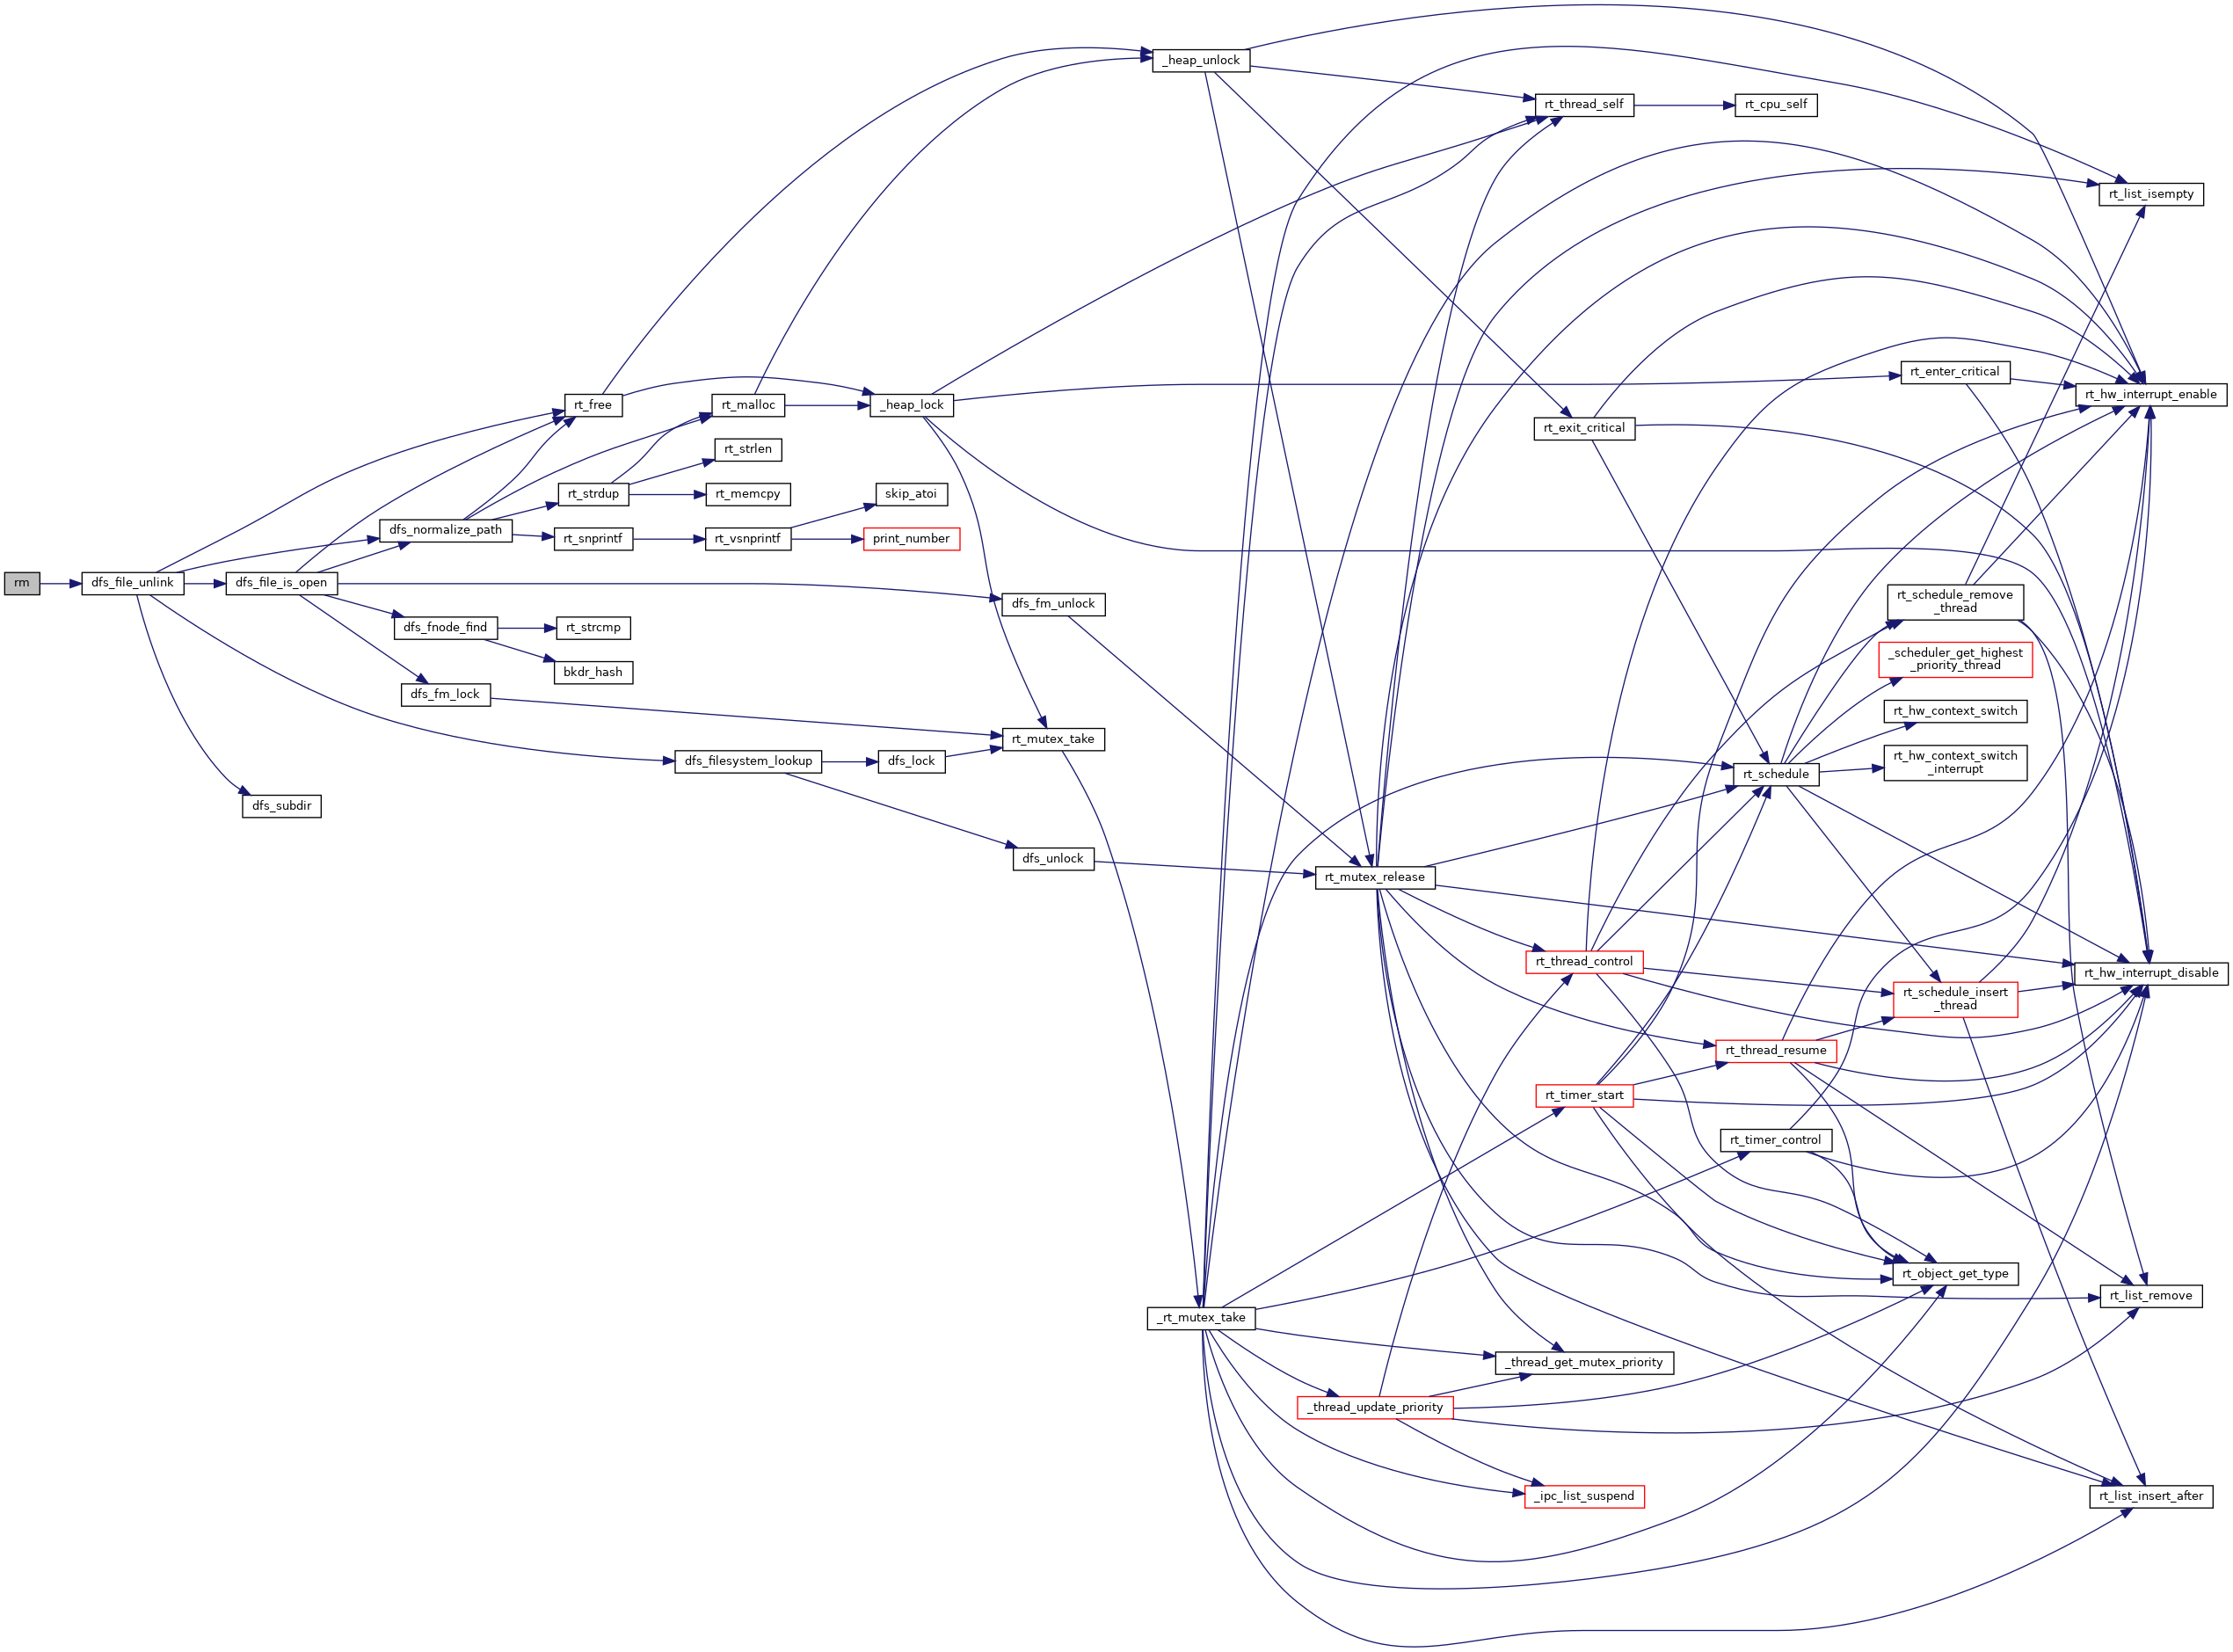 rm
dfs_file_unlink
dfs_file_is_open
dfs_subdir
dfs_normalize_path
dfs_fnode_find
dfs_fm_lock
rt_free
rt_strdup
rt_snprintf
rt_strcmp
bkdr_hash
dfs_filesystem_lookup
rt_malloc
rt_strlen
rt_memcpy
rt_vsnprintf
_heap_lock
skip_atoi
print_number
dfs_lock
dfs_fm_unlock
rt_mutex_take
dfs_unlock
_heap_unlock
_rt_mutex_take
rt_mutex_release
_thread_update_priority
rt_thread_self
rt_exit_critical
rt_thread_control
rt_timer_start
_thread_get_mutex_priority
_ipc_list_suspend
rt_cpu_self
rt_schedule
rt_thread_resume
rt_timer_control
rt_enter_critical
rt_schedule_remove
_thread
_scheduler_get_highest
_priority_thread
rt_hw_context_switch
rt_hw_context_switch
_interrupt
rt_schedule_insert
_thread
rt_object_get_type
rt_list_isempty
rt_hw_interrupt_enable
rt_hw_interrupt_disable
rt_list_remove
rt_list_insert_after